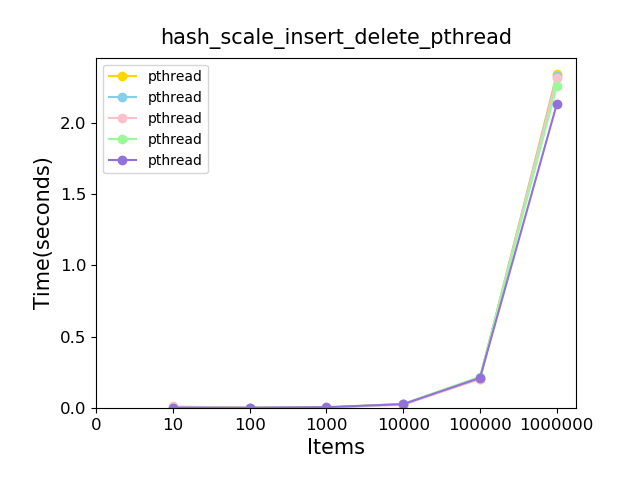 hash_scale_insert_delete_pthread
pthread
pthread
pthread
pthread
pthread
Time(seconds)
2.0
1.5
1.0
0.5
0.0
0 10 100 1000 10000 100000 1000000
Items